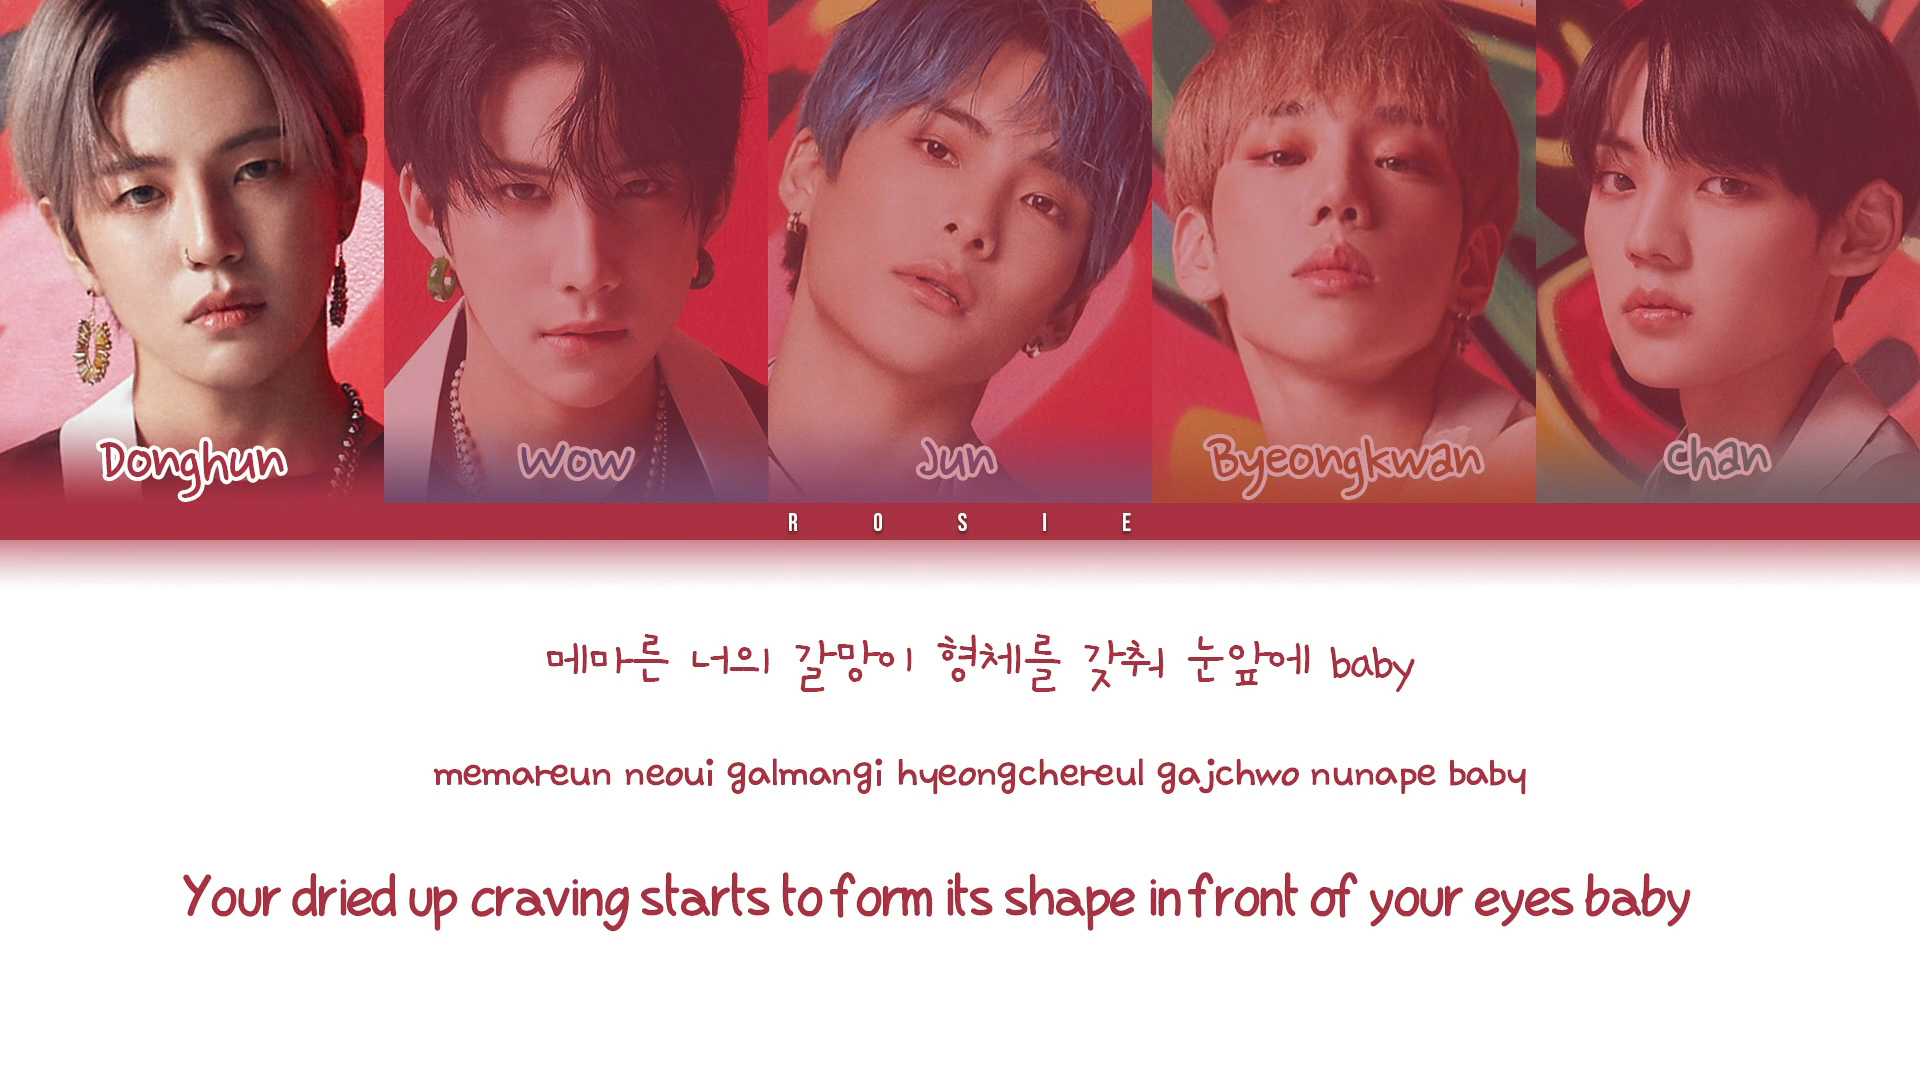 Donghun Wow Jun Byeongkwan Chan
ROSIE
메마른 너의 갈망이 형체를 갖춰 눈앞에 baby
memareun neoui galmangi hyeongchereul gajchwo nunape baby
Your dried up craving starts to form its shape in front of your eyes baby